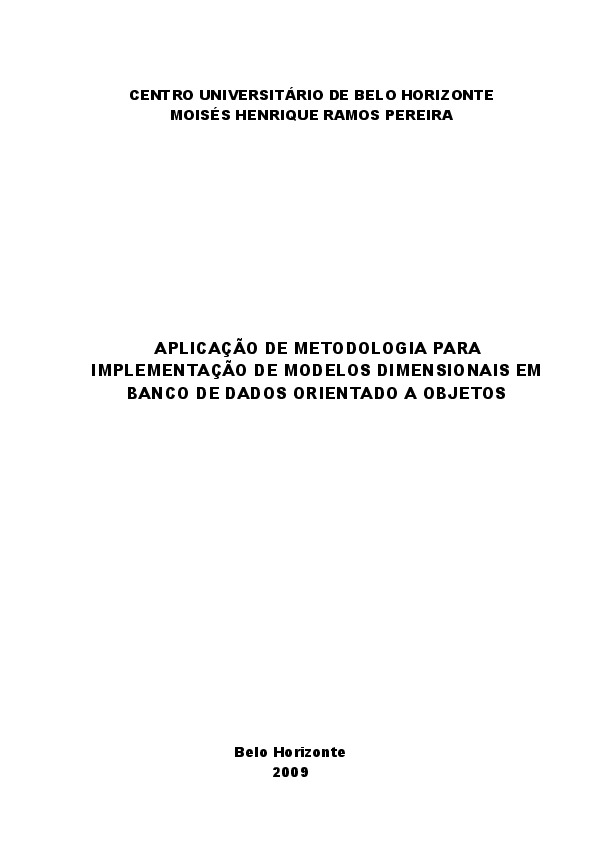 CENTRO UNIVERSITÁRIO DE BELO HORIZONTE
MOISÉS HENRIQUE RAMOS PEREIRA
APLICAÇÃO DE METODOLOGIA PARA
IMPLEMENTAÇÃO DE MODELOS DIMENSIONAIS EM
BANCO DE DADOS ORIENTADO A OBJETOS
Belo Horizonte
2009